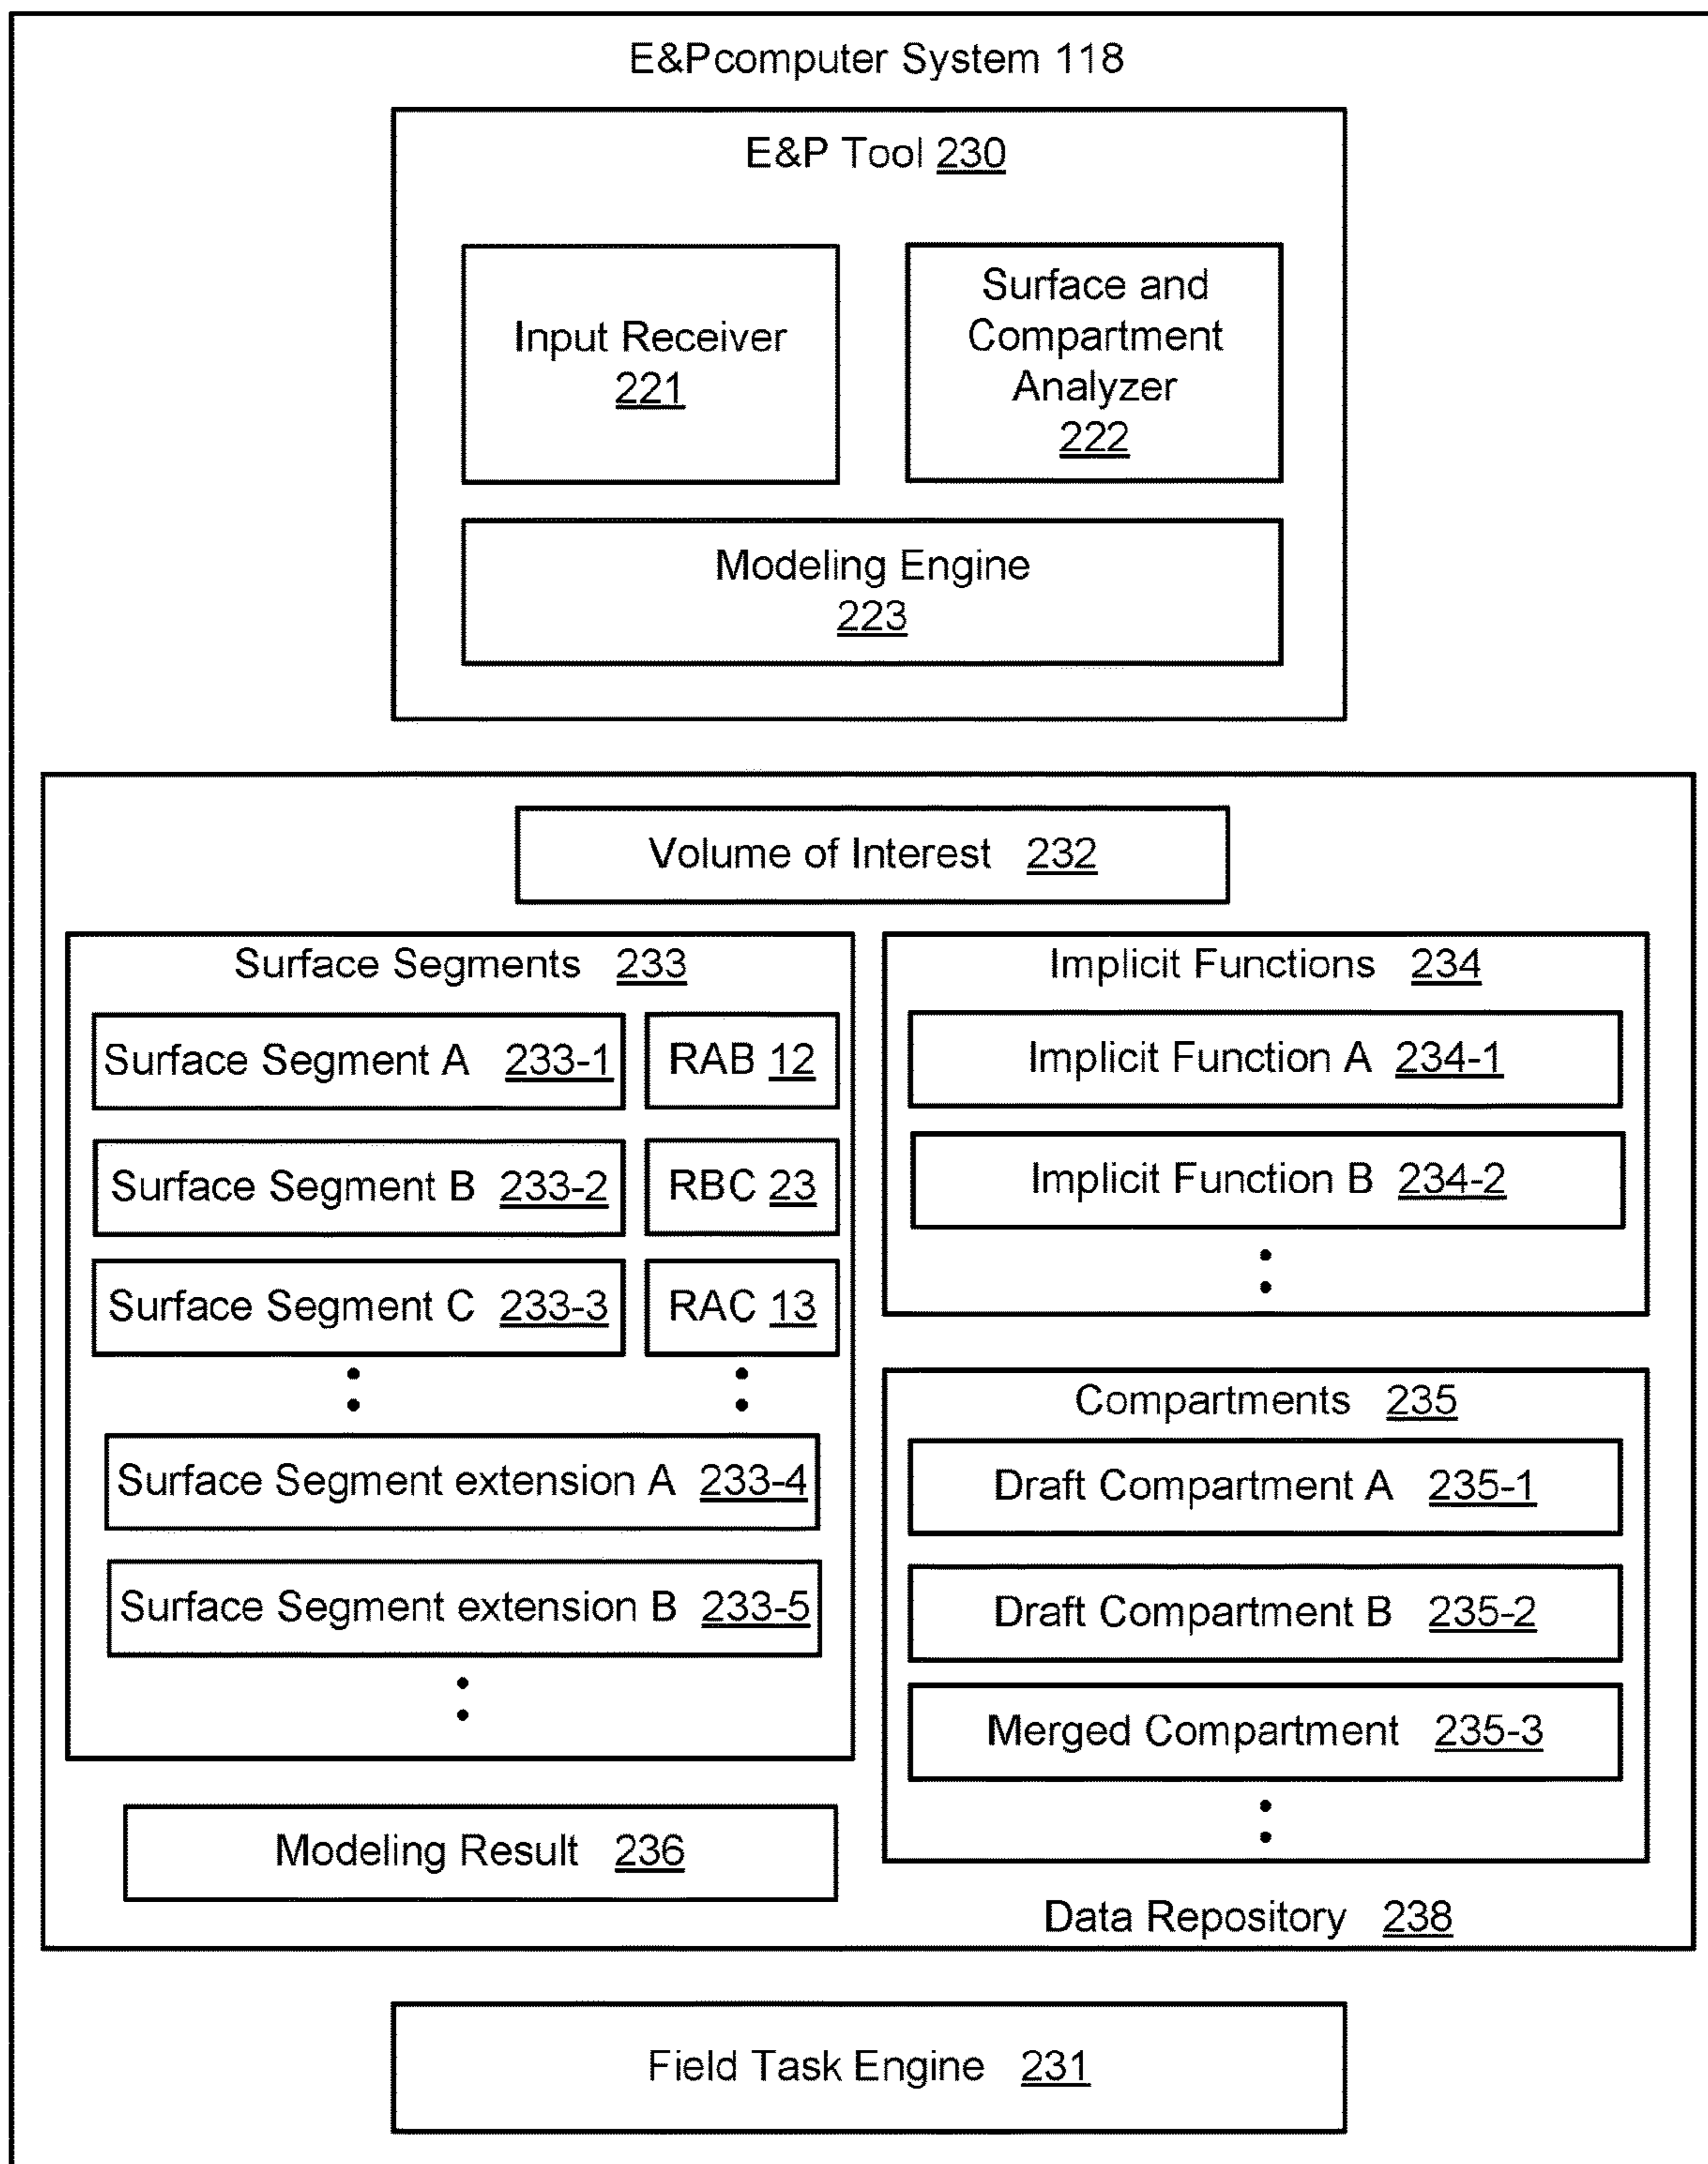 E&Pcomputer System 118
E&P Tool 230
Input Receiver
221
Surface and
Compartment
Analyzer
222
Modeling Engine
223
Volume of Interest 232
Surface Segments 233
Surface Segment A 233-1
RAB 12
Surface Segment B 233-2
RBC 23
Surface Segment C 233-3
RAC 13
Surface Segment extension A 233-4
Surface Segment extension B 233-5
Implicit Functions 234
Implicit Function A 234-1
Implicit Function B 234-2
Compartments 235
Draft Compartment A 235-1
Draft Compartment B 235-2
Merged Compartment 235-3
Modeling Result 236
Data Repository 238
Field Task Engine 231